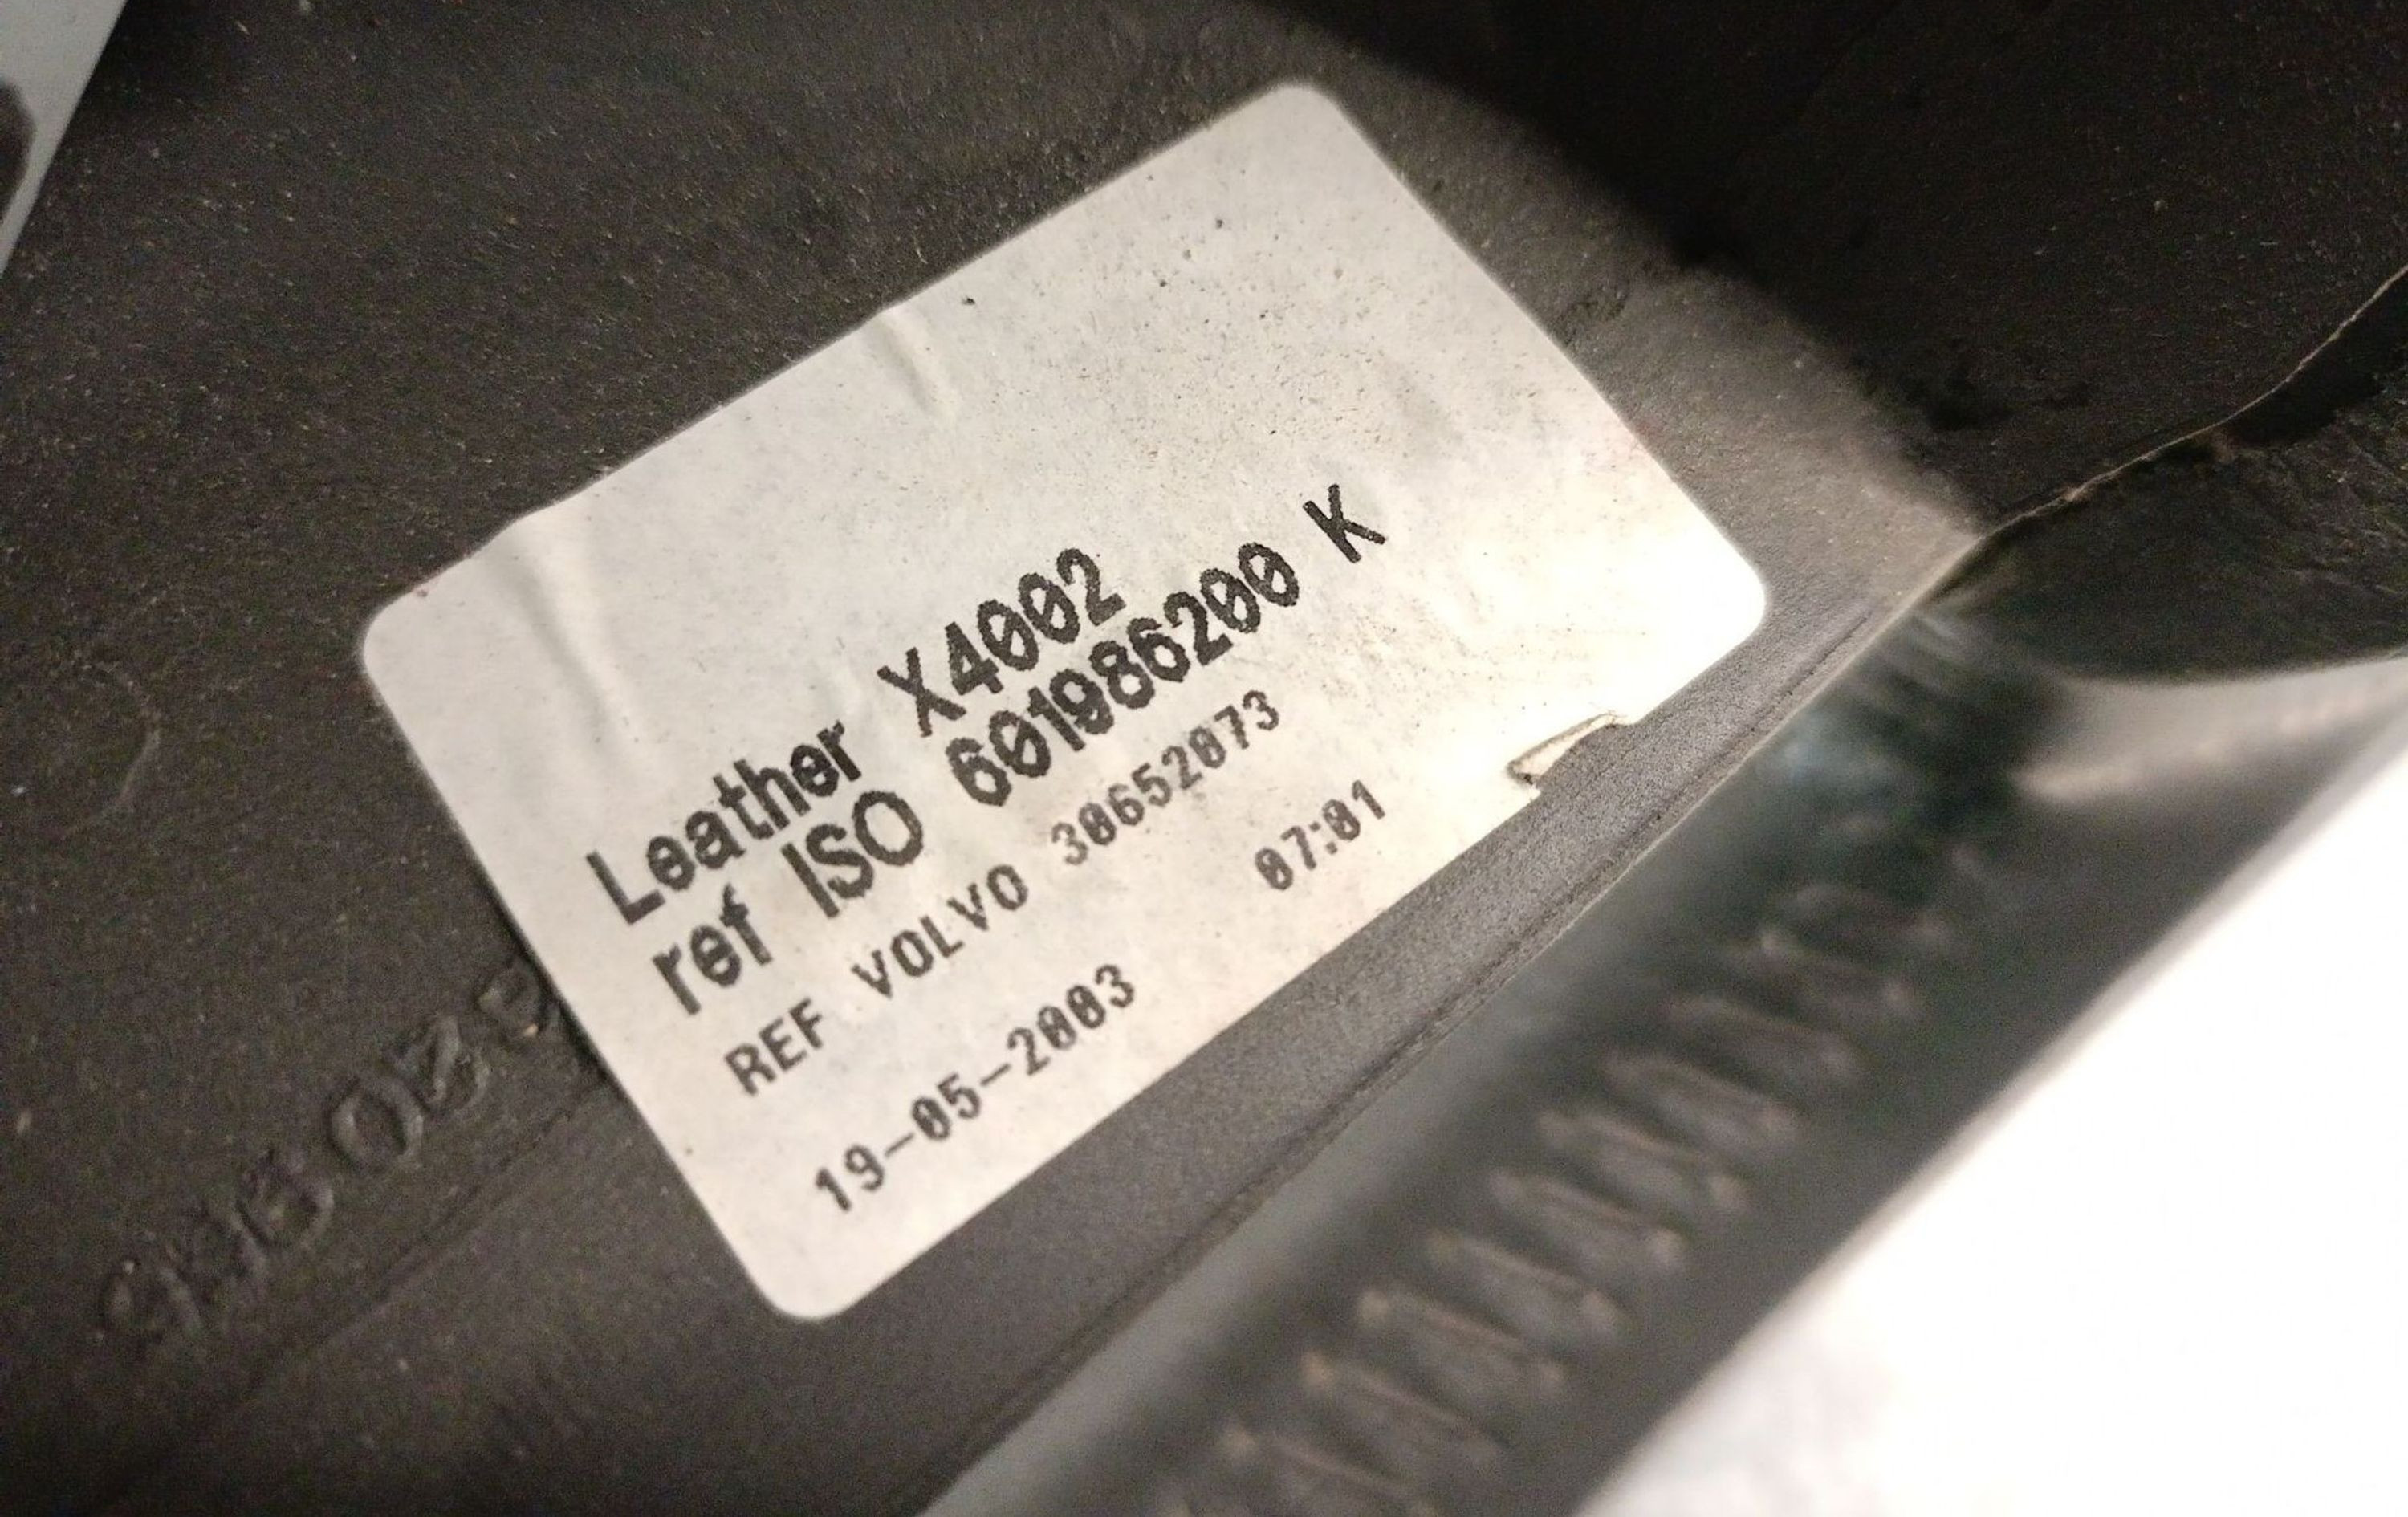 Leather X4002
ref ISO 601986200 K
REF VOLVO 30652073
19-05-2003 07:01